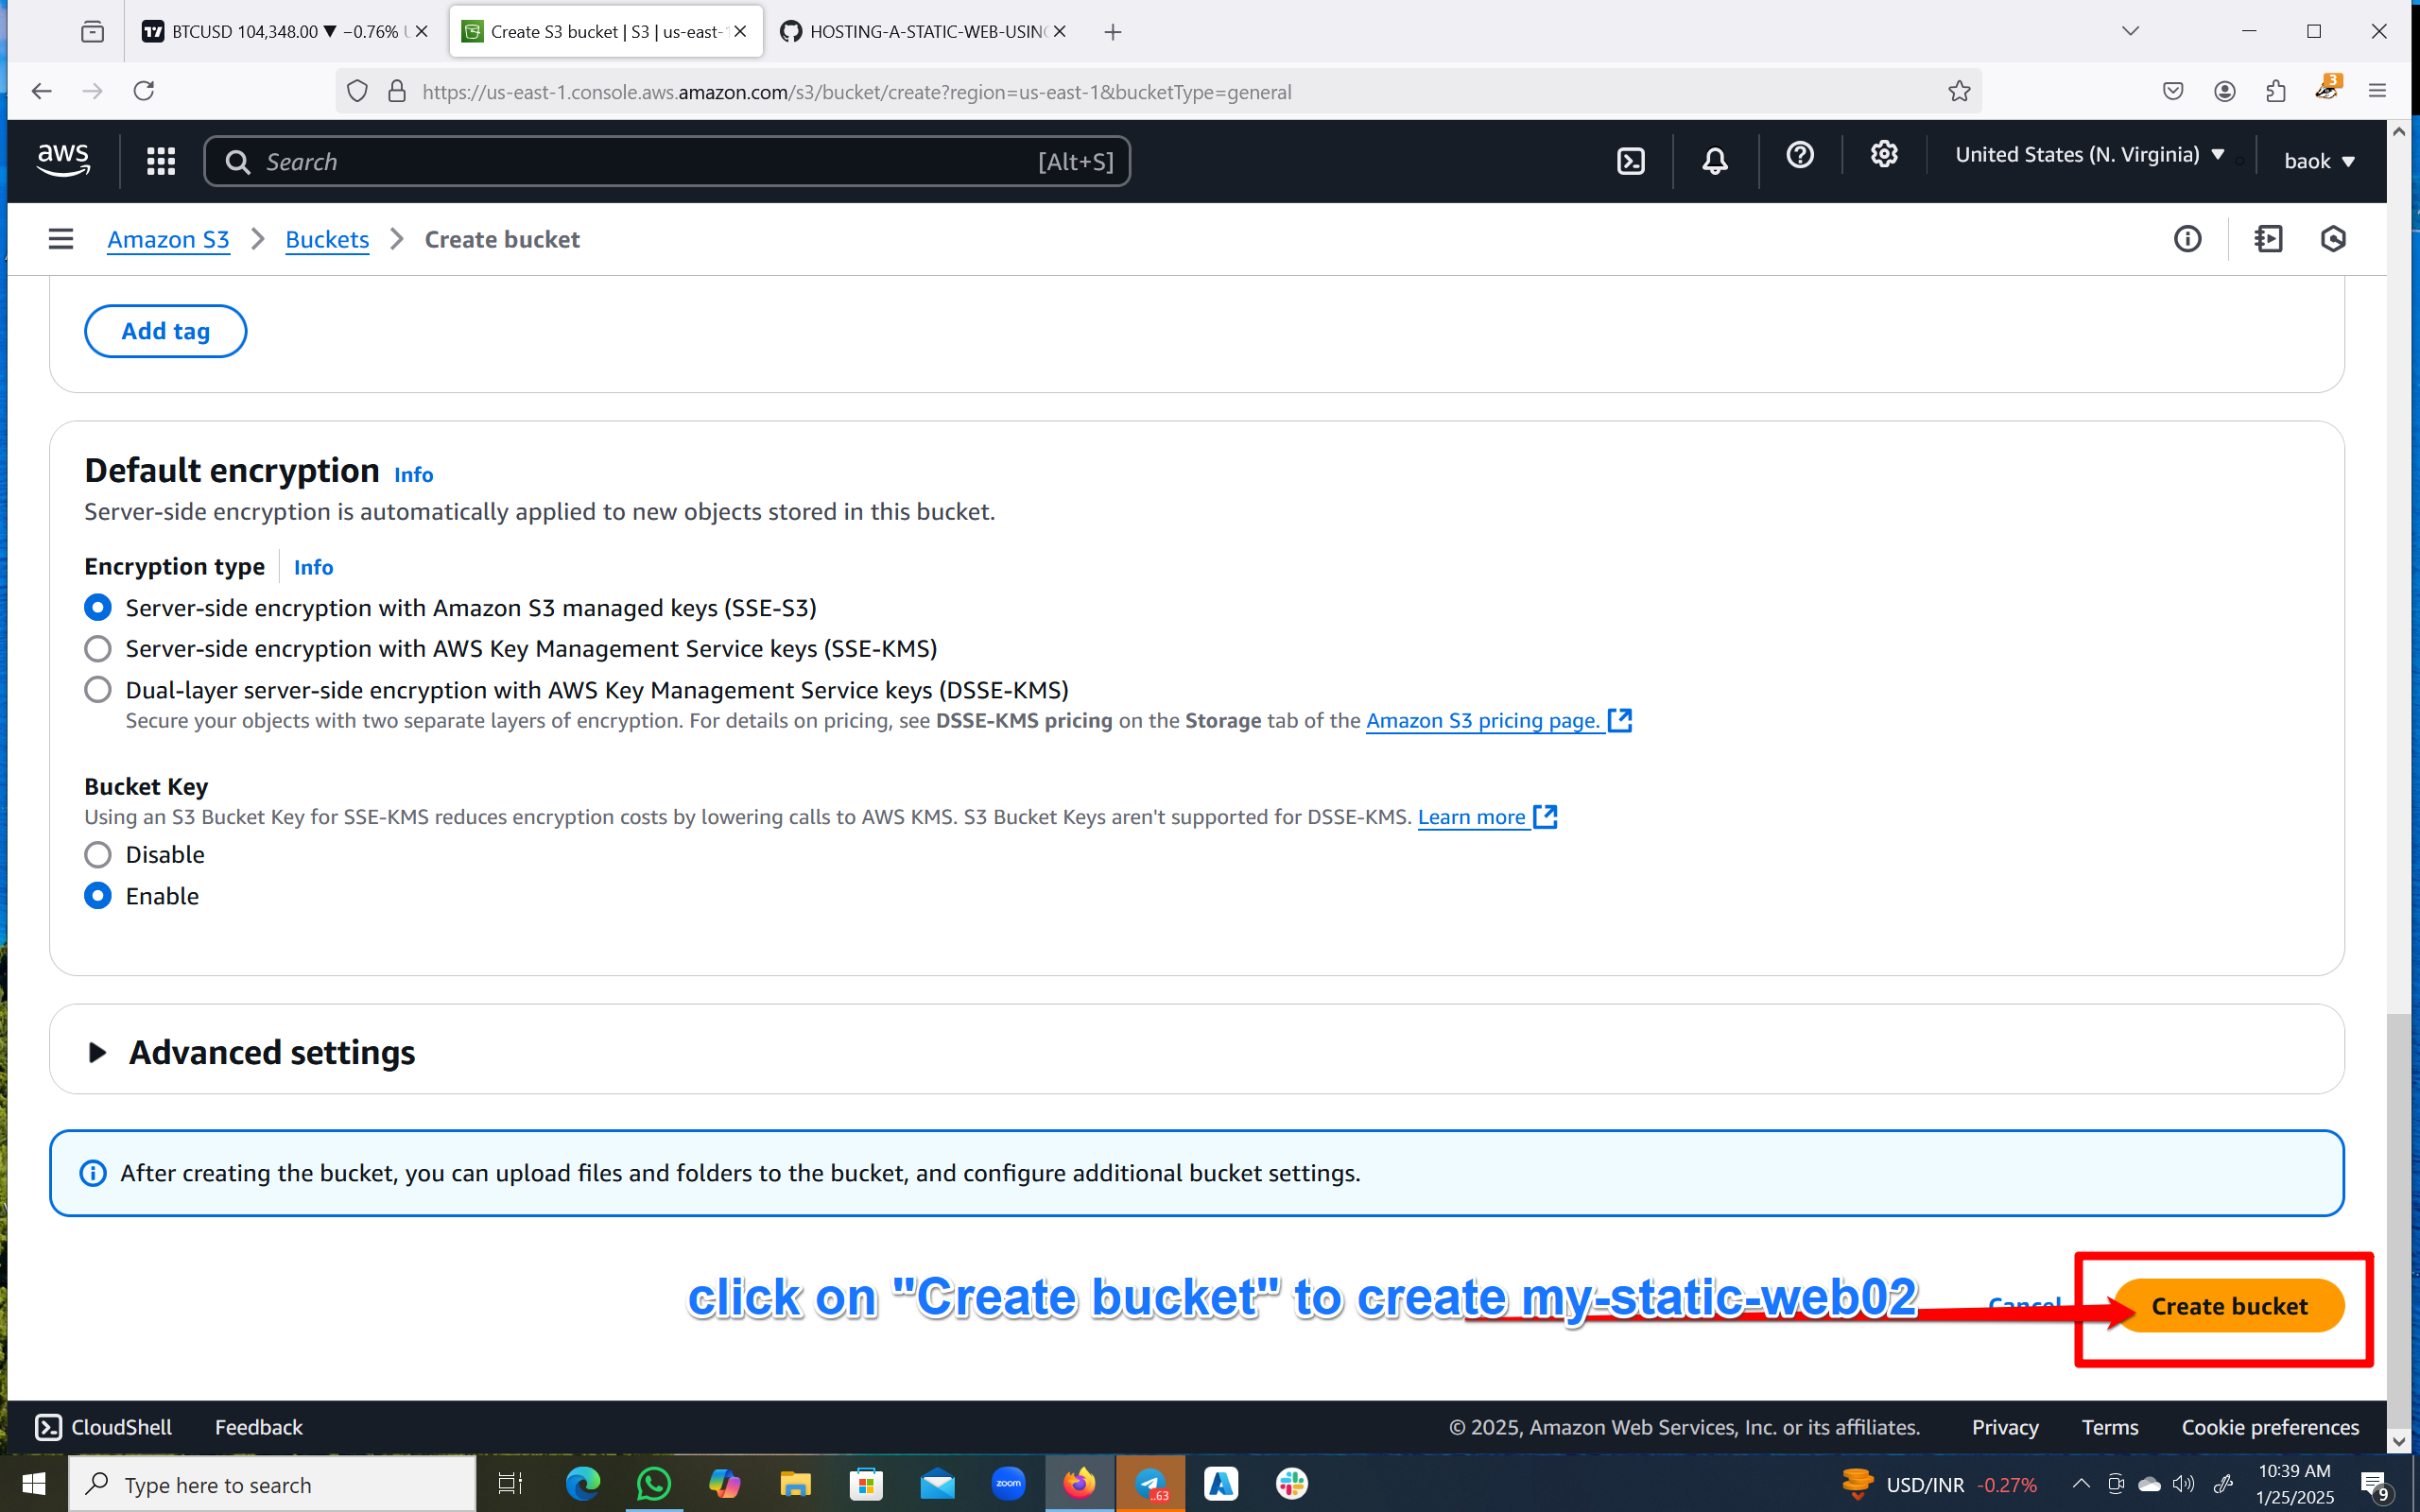 BTCUSD 104,348.00 ▼ −0.76% U
Create S3 bucket | S3 | us-east-1
HOSTING-A-STATIC-WEB-USING
https://us-east-1.console.aws.amazon.com/s3/bucket/create?region=us-east-1&bucketType=general
3
aws
Search
[Alt+S]
United States (N. Virginia) ▼
baok ▼
Amazon S3 > Buckets > Create bucket
Add tag
Default encryption Info
Server-side encryption is automatically applied to new objects stored in this bucket.
Encryption type Info
Server-side encryption with Amazon S3 managed keys (SSE-S3)
Server-side encryption with AWS Key Management Service keys (SSE-KMS)
Dual-layer server-side encryption with AWS Key Management Service keys (DSSE-KMS)
Secure your objects with two separate layers of encryption. For details on pricing, see DSSE-KMS pricing on the Storage tab of the Amazon S3 pricing page.
Bucket Key
Using an S3 Bucket Key for SSE-KMS reduces encryption costs by lowering calls to AWS KMS. S3 Bucket Keys aren't supported for DSSE-KMS. Learn more
Disable
Enable
Advanced settings
After creating the bucket, you can upload files and folders to the bucket, and configure additional bucket settings.
click on "Create bucket" to create my-static-web02
Cancel
Create bucket
CloudShell
Feedback
© 2025, Amazon Web Services, Inc. or its affiliates.
Privacy
Terms
Cookie preferences
Type here to search
zoom
..63
USD/INR -0.27%
10:39 AM
1/25/2025
9